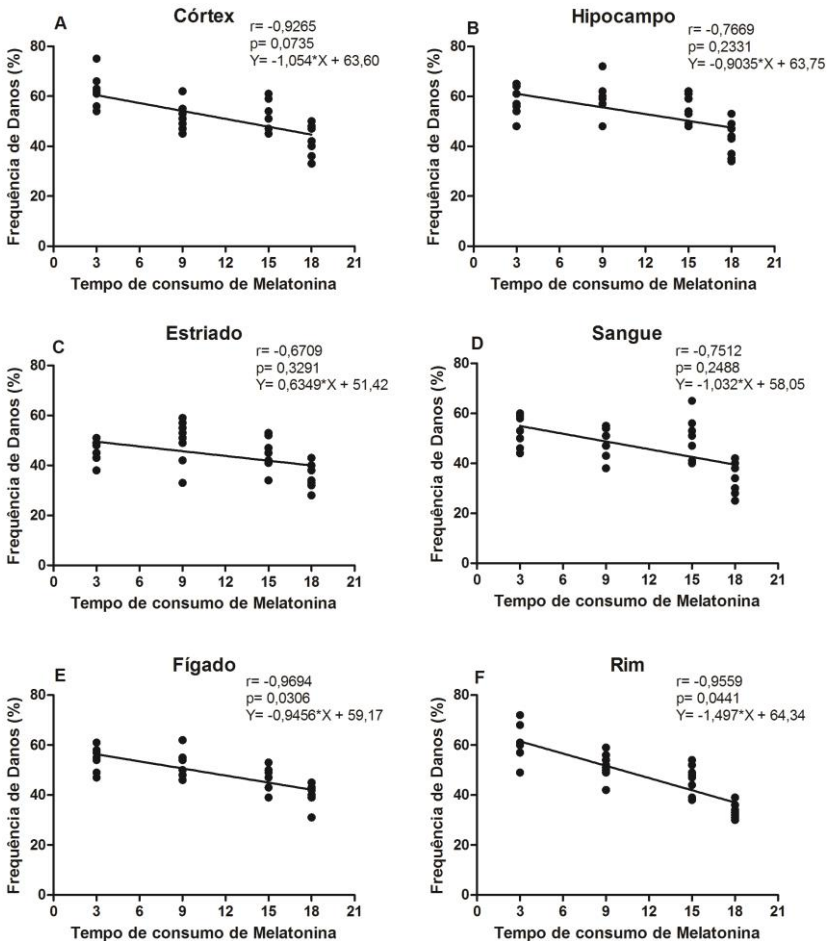 A
Córtex
r= -0,9265
p= 0,0735
Y= -1,054*X + 63,60
Frequência de Danos (%)
80
60
40
20
0
0 3 6 9 12 15 18 21
Tempo de consumo de Melatonina
B
Hipocampo
r= -0,7669
p= 0,2331
Y= -0,9035*X + 63,75
Frequência de Danos (%)
80
60
40
20
0
0 3 6 9 12 15 18 21
Tempo de consumo de Melatonina
C
Estriado
r= -0,6709
p= 0,3291
Y= 0,6349*X + 51,42
Frequência de Danos (%)
80
60
40
20
0
0 3 6 9 12 15 18 21
Tempo de consumo de Melatonina
D
Sangue
r= -0,7512
p= 0,2488
Y= -1,032*X + 58,05
Frequência de Danos (%)
80
60
40
20
0
0 3 6 9 12 15 18 21
Tempo de consumo de Melatonina
E
Fígado
r= -0,9694
p= 0,0306
Y= -0,9456*X + 59,17
Frequência de Danos (%)
80
60
40
20
0
0 3 6 9 12 15 18 21
Tempo de consumo de Melatonina
F
Rim
r= -0,9559
p= 0,0441
Y= -1,497*X + 64,34
Frequência de Danos (%)
80
60
40
20
0
0 3 6 9 12 15 18 21
Tempo de consumo de Melatonina